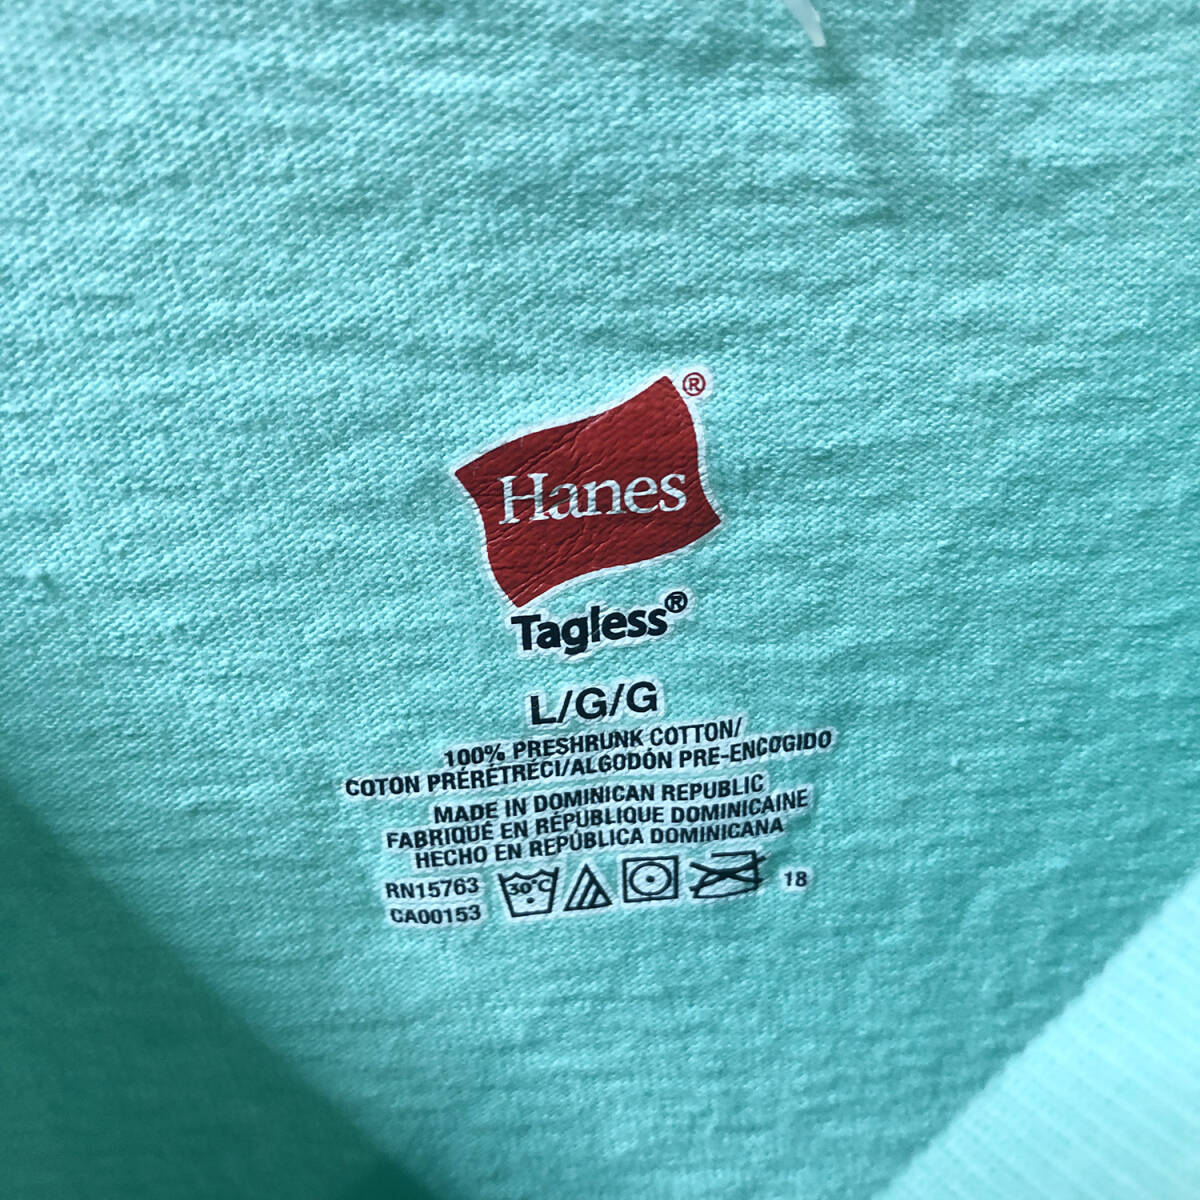 Hanes®
Tagless®
L/G/G
100% PRESHRUNK COTTON/
COTON PRÉRÉTRÉCI/ALGODÓN PRE-ENCOGIDO
MADE IN DOMINICAN REPUBLIC
FABRIQUÉ EN RÉPUBLIQUE DOMINICAINE
HECHO EN REPÚBLICA DOMINICANA
RN15763 30°C 18
CA00153